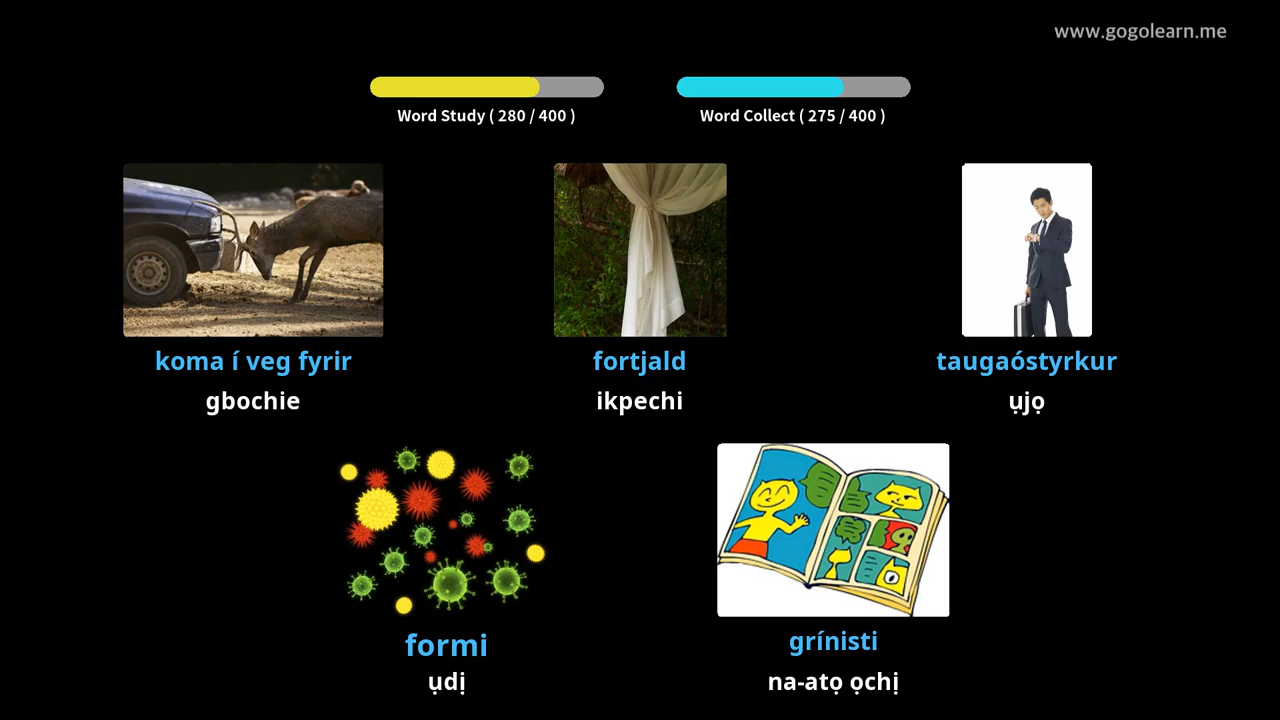 www.gogolearn.me
Word Study ( 280 / 400 )
Word Collect ( 275 / 400 )
koma í veg fyrir
gbochie
fortjald
ikpechi
taugaóstyrkur
ụjọ
formi
ụdị
grínisti
na-atọ ọchị